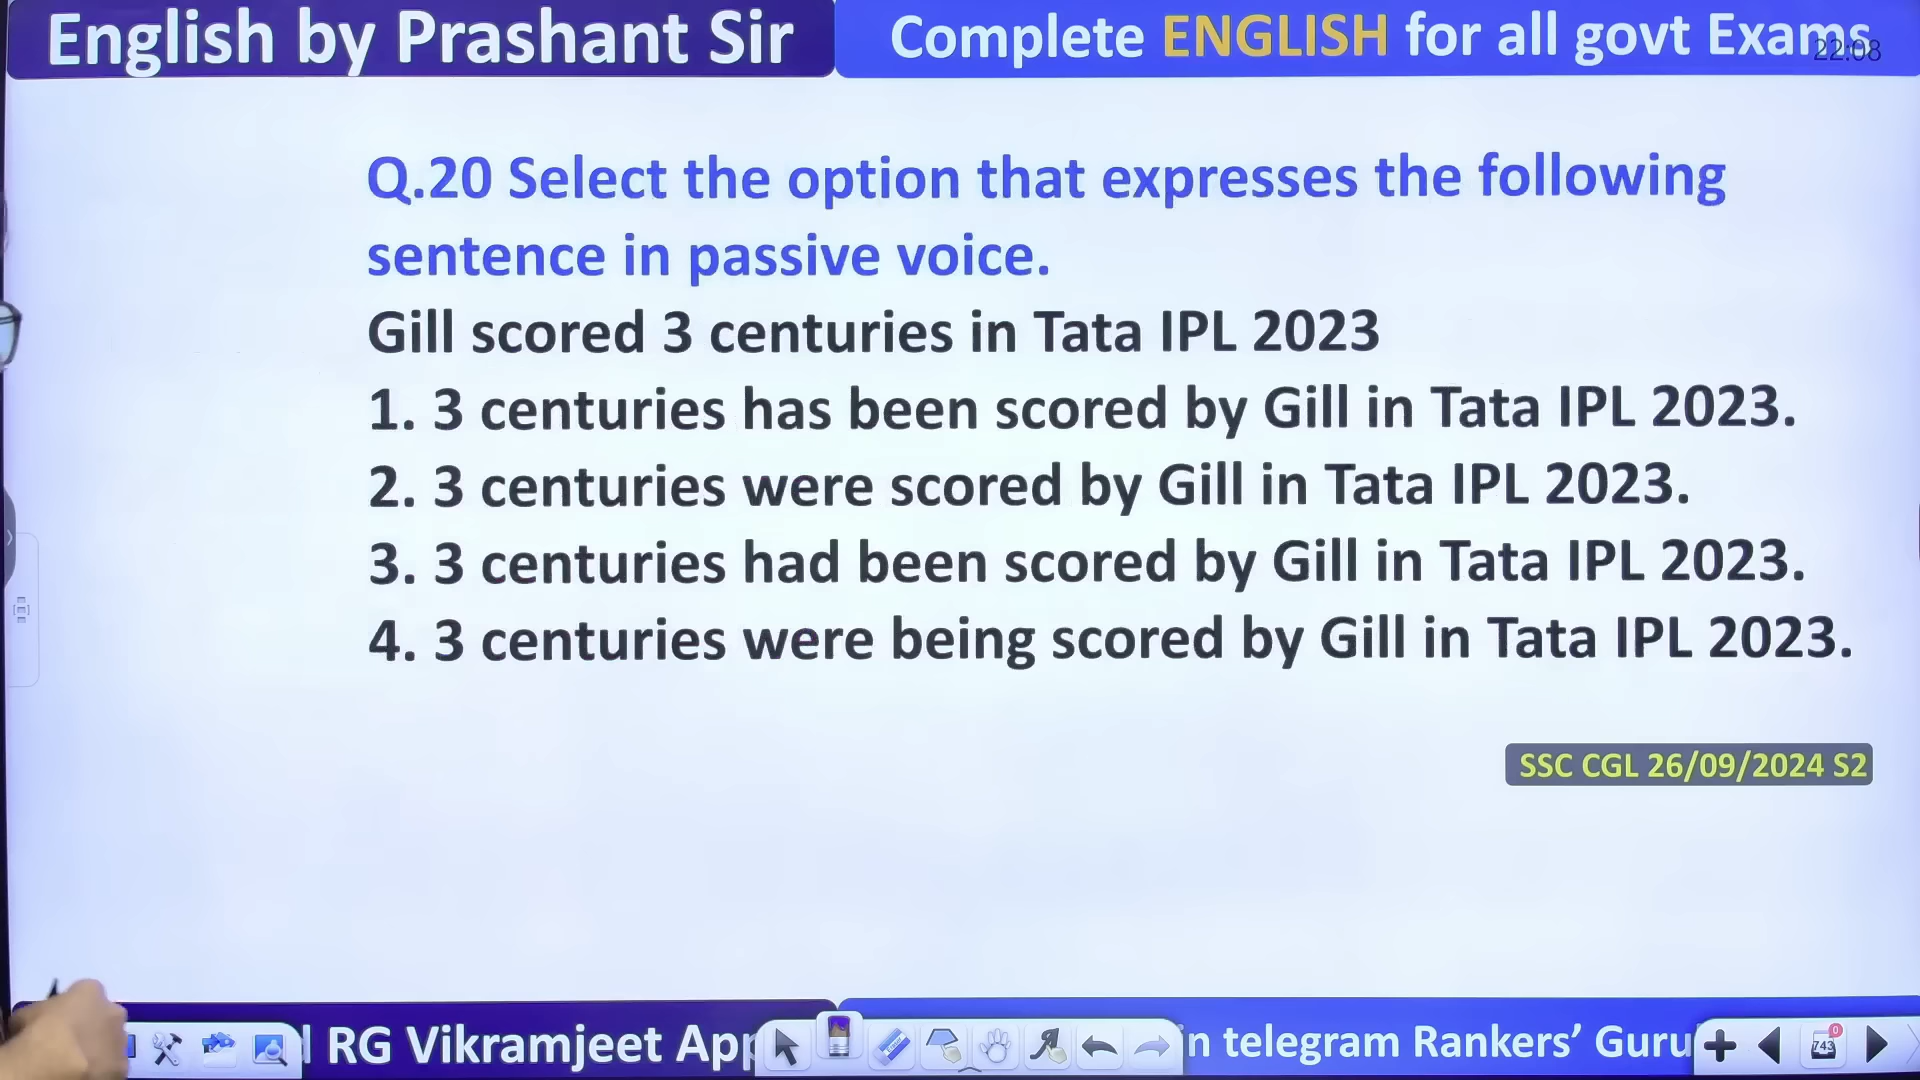 English by Prashant Sir
Complete ENGLISH for all govt Exams
22:08
Q.20 Select the option that expresses the following
sentence in passive voice.
Gill scored 3 centuries in Tata IPL 2023
1. 3 centuries has been scored by Gill in Tata IPL 2023.
2. 3 centuries were scored by Gill in Tata IPL 2023.
3. 3 centuries had been scored by Gill in Tata IPL 2023.
4. 3 centuries were being scored by Gill in Tata IPL 2023.
SSC CGL 26/09/2024 S2
RG Vikramjeet App
in telegram Rankers’ Guru
0
743